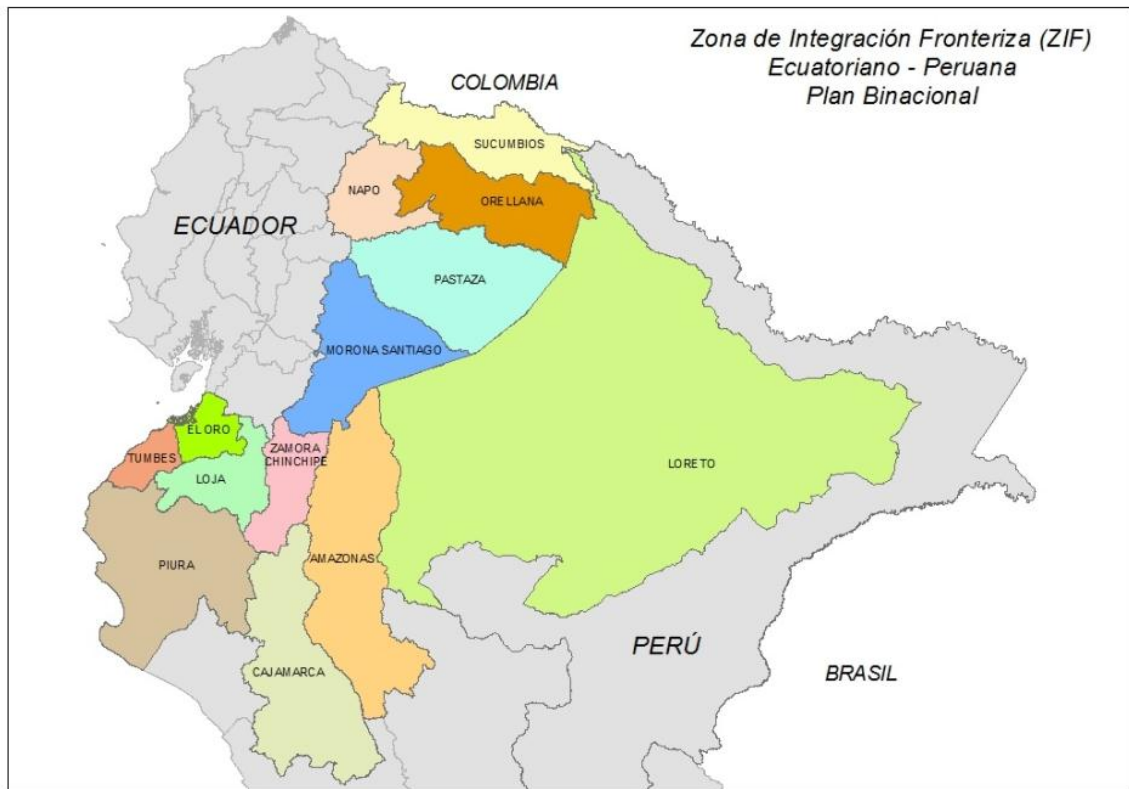 Zona de Integración Fronteriza (ZIF)
Ecuatoriano - Peruana
Plan Binacional
COLOMBIA
SUCUMBIOS
NAPO
ORELLANA
ECUADOR
PASTAZA
MORONA SANTIAGO
EL ORO
ZAMORA
CHINCHIPE
TUMBES
LOJA
LORETO
PIURA
AMAZONAS
PERÚ
CAJAMARCA
BRASIL